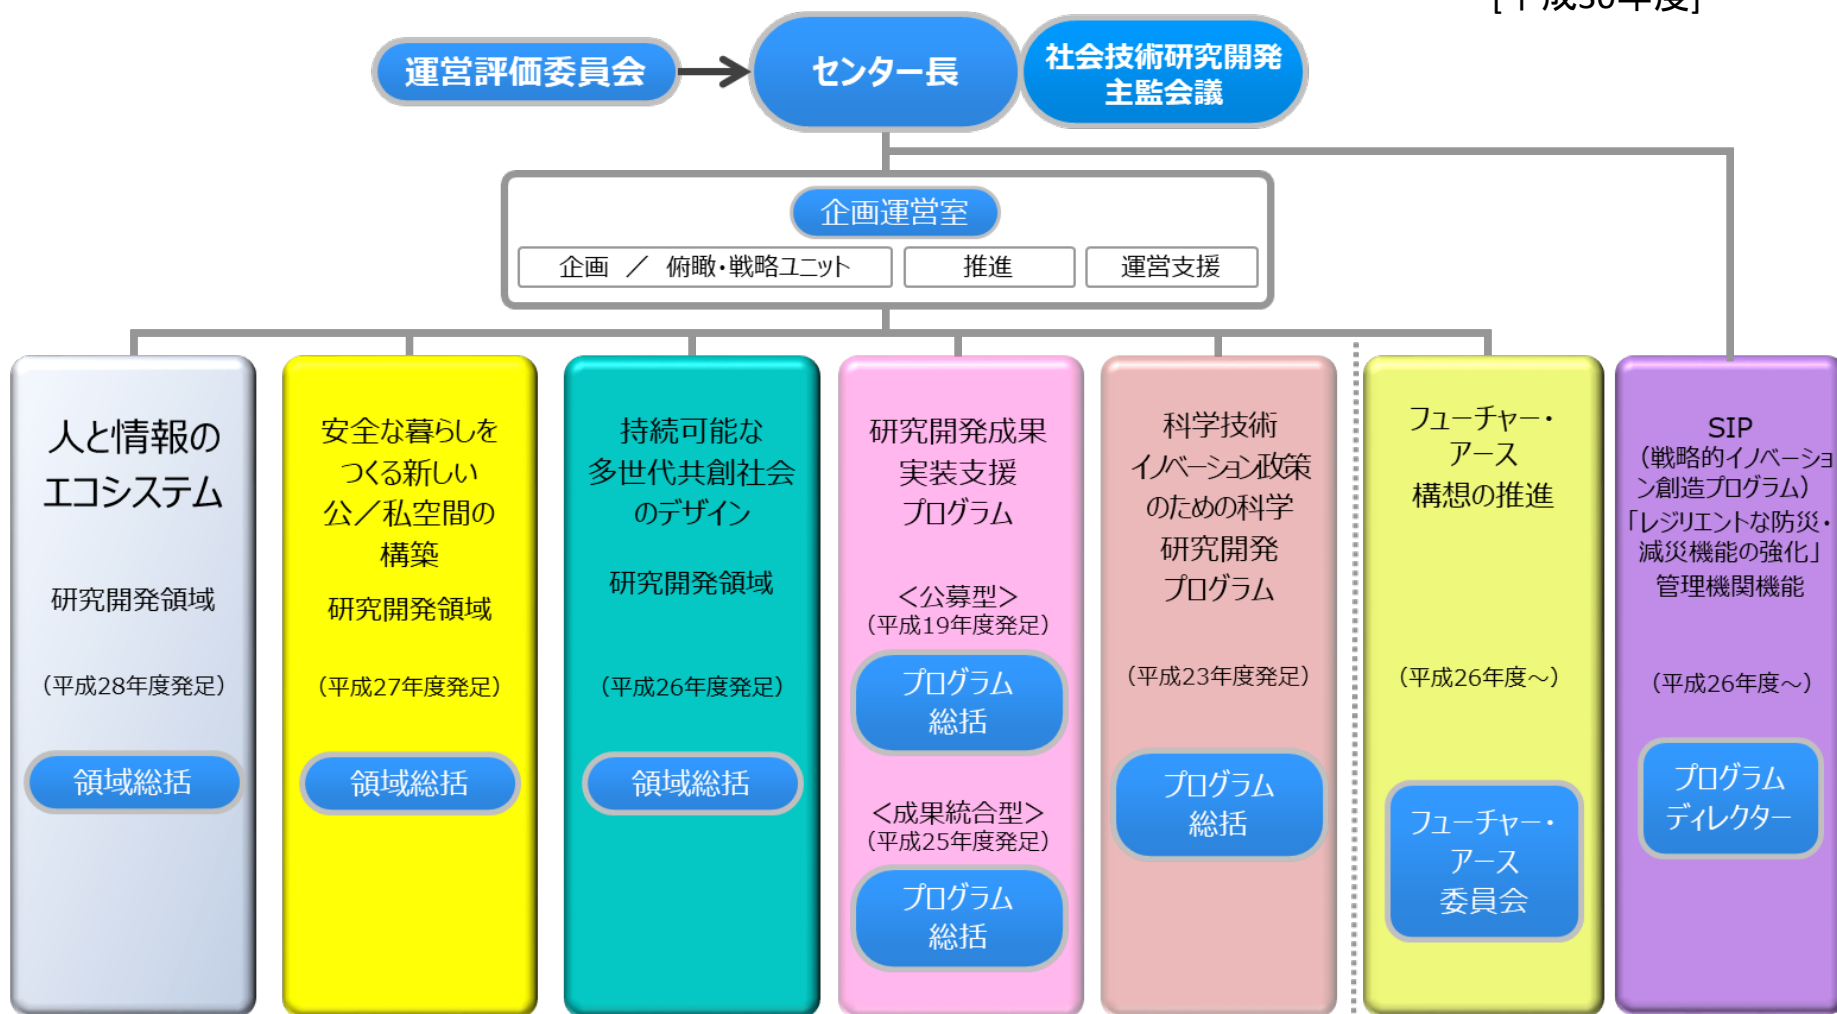 [平成30年度]
運営評価委員会
センター長
社会技術研究開発
主監会議
企画運営室
企画 ／ 俯瞰・戦略ユニット
推進
運営支援
人と情報の
エコシステム
研究開発領域
（平成28年度発足）
領域総括
安全な暮らしを
つくる新しい
公／私空間の
構築
研究開発領域
（平成27年度発足）
領域総括
持続可能な
多世代共創社会
のデザイン
研究開発領域
（平成26年度発足）
領域総括
研究開発成果
実装支援
プログラム
＜公募型＞
（平成19年度発足）
プログラム
総括
＜成果統合型＞
（平成25年度発足）
プログラム
総括
科学技術
イノベーション政策
のための科学
研究開発
プログラム
（平成23年度発足）
プログラム
総括
フューチャー・
アース
構想の推進
（平成26年度～）
フューチャー・
アース
委員会
SIP
（戦略的イノベーショ
ン創造プログラム）
「レジリエントな防災・
減災機能の強化」
管理機関機能
（平成26年度～）
プログラム
ディレクター